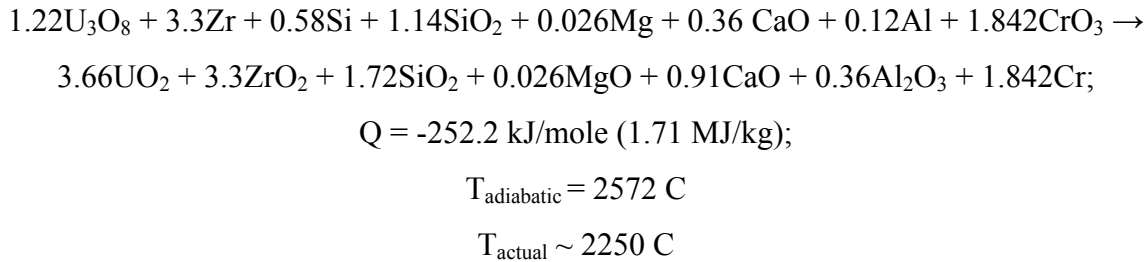 1.22U₃O₈ + 3.3Zr + 0.58Si + 1.14SiO₂ + 0.026Mg + 0.36 CaO + 0.12Al + 1.842CrO₃ →
3.66UO₂ + 3.3ZrO₂ + 1.72SiO₂ + 0.026MgO + 0.91CaO + 0.36Al₂O₃ + 1.842Cr;
Q = -252.2 kJ/mole (1.71 MJ/kg);
Tadiabatic = 2572 C
Tactual ~ 2250 C